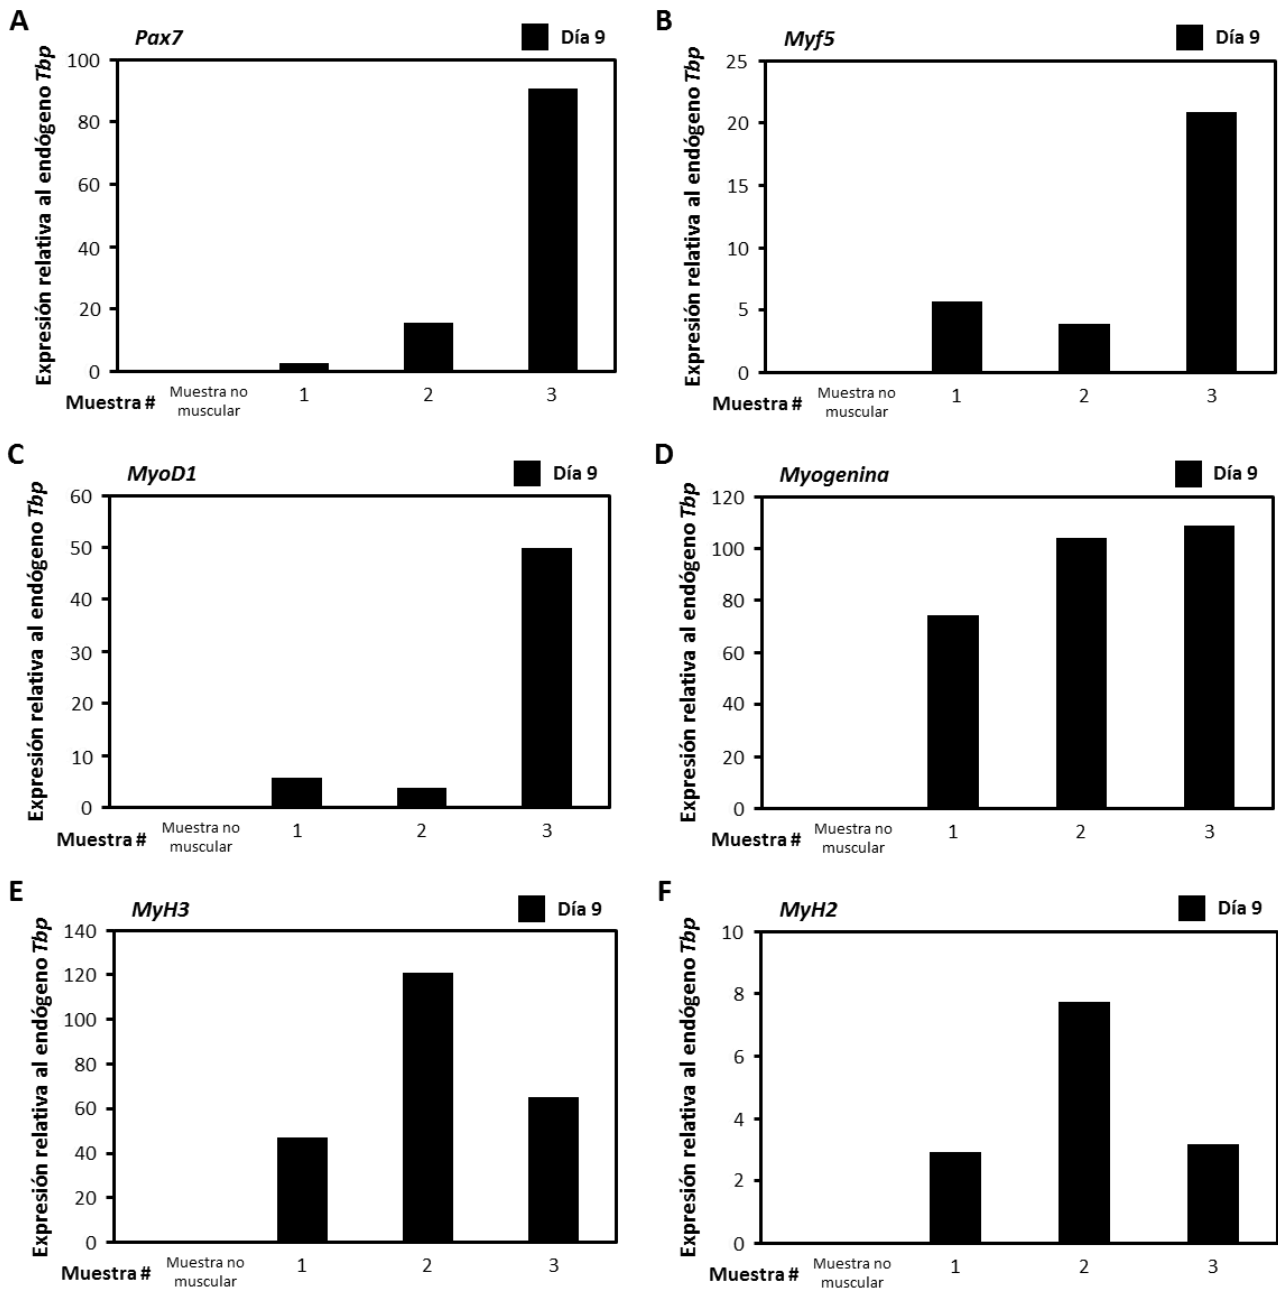 A
Pax7
Día 9
Expresión relativa al endógeno Tbp
100
80
60
40
20
0
Muestra #
Muestra no
muscular
1
2
3
B
Myf5
Día 9
Expresión relativa al endógeno Tbp
25
20
15
10
5
0
Muestra #
Muestra no
muscular
1
2
3
C
MyoD1
Día 9
Expresión relativa al endógeno Tbp
60
50
40
30
20
10
0
Muestra #
Muestra no
muscular
1
2
3
D
Myogenina
Día 9
Expresión relativa al endógeno Tbp
120
100
80
60
40
20
0
Muestra #
Muestra no
muscular
1
2
3
E
MyH3
Día 9
Expresión relativa al endógeno Tbp
140
120
100
80
60
40
20
0
Muestra #
Muestra no
muscular
1
2
3
F
MyH2
Día 9
Expresión relativa al endógeno Tbp
10
8
6
4
2
0
Muestra #
Muestra no
muscular
1
2
3